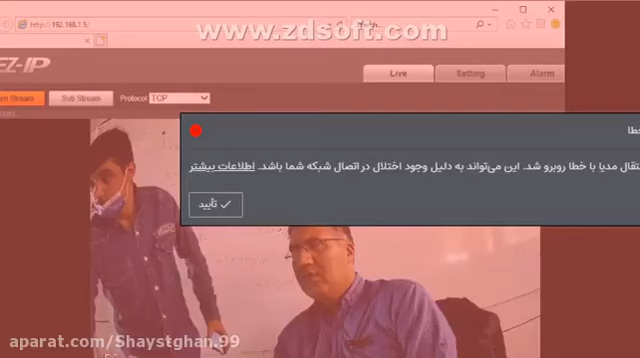 http://192.168.1.5/
www.zdsoft.com
EZ-IP
Live
Setting
Alarm
Stream
Sub Stream
Protocol
TCP
خطا
انتقال مدیا با خطا روبرو شد. این می‌تواند به دلیل وجود اختلال در اتصال شبکه شما باشد. اطلاعات بیشتر
تأیید
aparat.com/Shaystghan.99